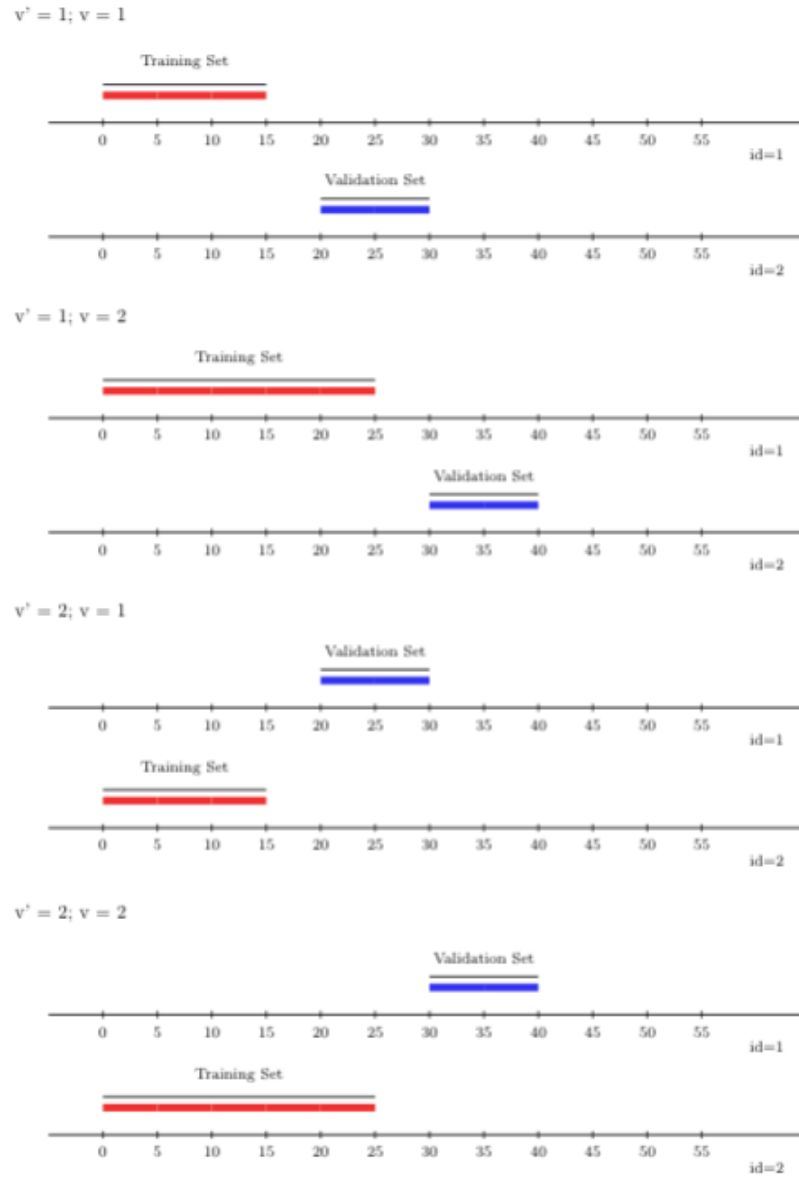 v' = 1; v = 1
Training Set
0 5 10 15 20 25 30 35 40 45 50 55
id=1
Validation Set
0 5 10 15 20 25 30 35 40 45 50 55
id=2
v' = 1; v = 2
Training Set
0 5 10 15 20 25 30 35 40 45 50 55
id=1
Validation Set
0 5 10 15 20 25 30 35 40 45 50 55
id=2
v' = 2; v = 1
Validation Set
0 5 10 15 20 25 30 35 40 45 50 55
id=1
Training Set
0 5 10 15 20 25 30 35 40 45 50 55
id=2
v' = 2; v = 2
Validation Set
0 5 10 15 20 25 30 35 40 45 50 55
id=1
Training Set
0 5 10 15 20 25 30 35 40 45 50 55
id=2